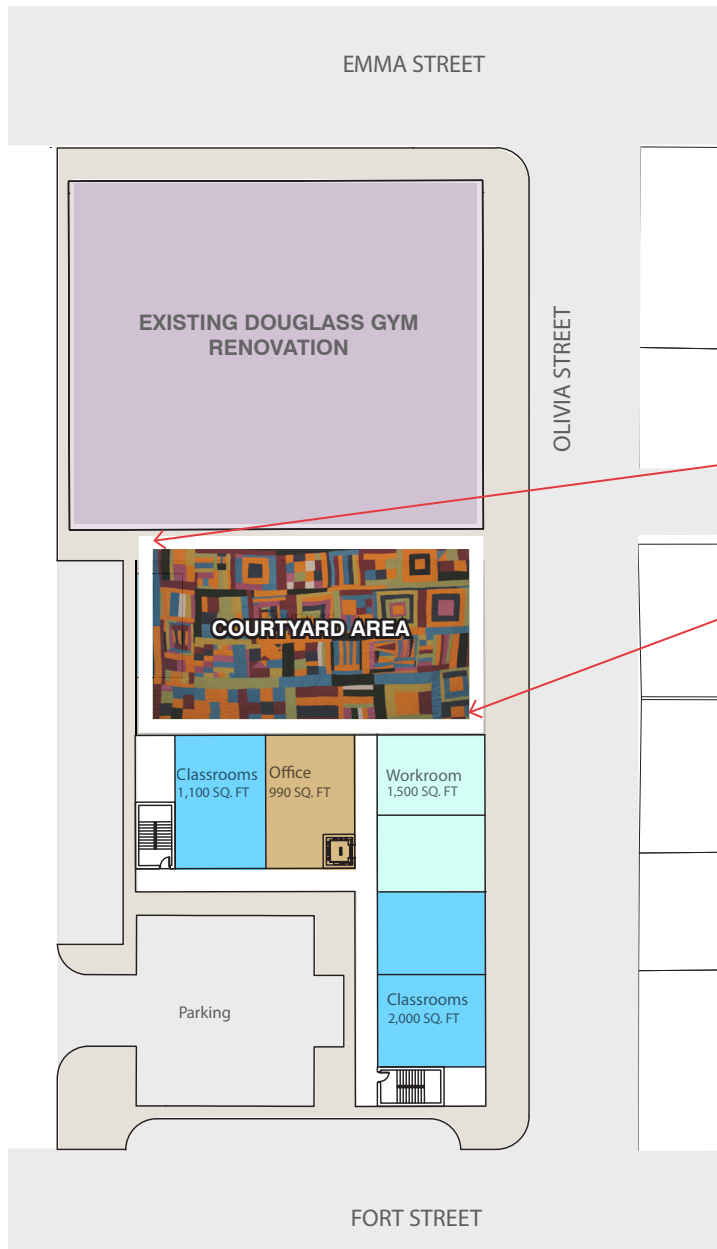 EMMA STREET
EXISTING DOUGLASS GYM
RENOVATION
OLIVIA STREET
COURTYARD AREA
Classrooms
1,100 SQ. FT
Office
990 SQ. FT
Workroom
1,500 SQ. FT
Classrooms
2,000 SQ. FT
Parking
FORT STREET